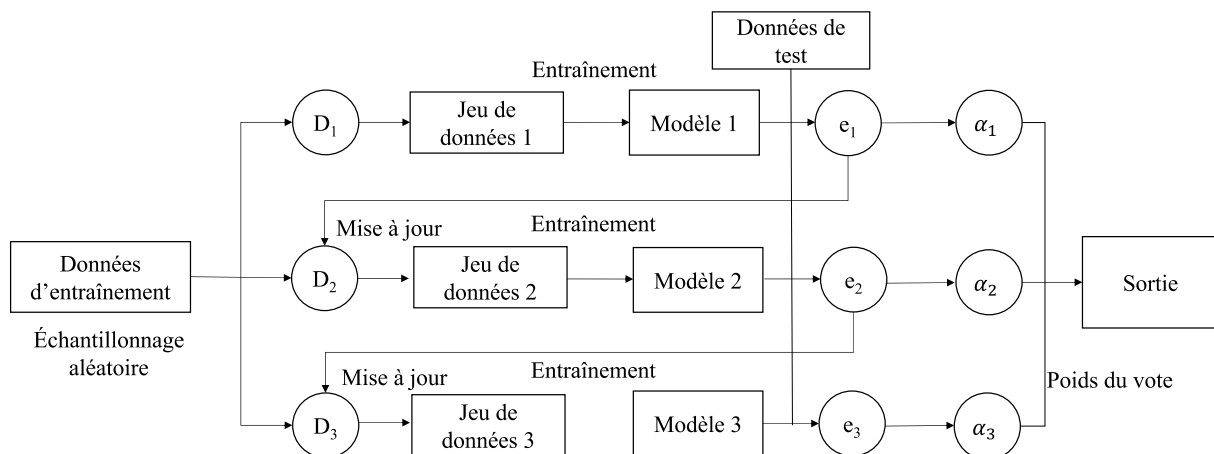 Données de
test
Entraînement
D₁
Jeu de
données 1
Modèle 1
e₁
α₁
Mise à jour
Entraînement
Données
d’entraînement
D₂
Jeu de
données 2
Modèle 2
e₂
α₂
Sortie
Échantillonnage
aléatoire
Mise à jour
Entraînement
Poids du vote
D₃
Jeu de
données 3
Modèle 3
e₃
α₃